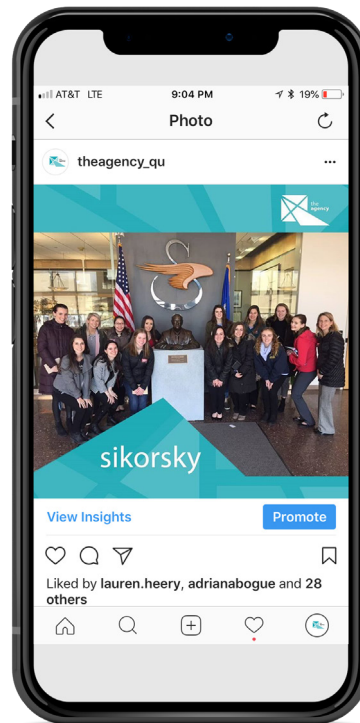 AT&T LTE 9:04 PM 19%
Photo
theagency_qu
the
agency
sikorsky
View Insights Promote
Liked by lauren.heery, adrianabogue and 28
others